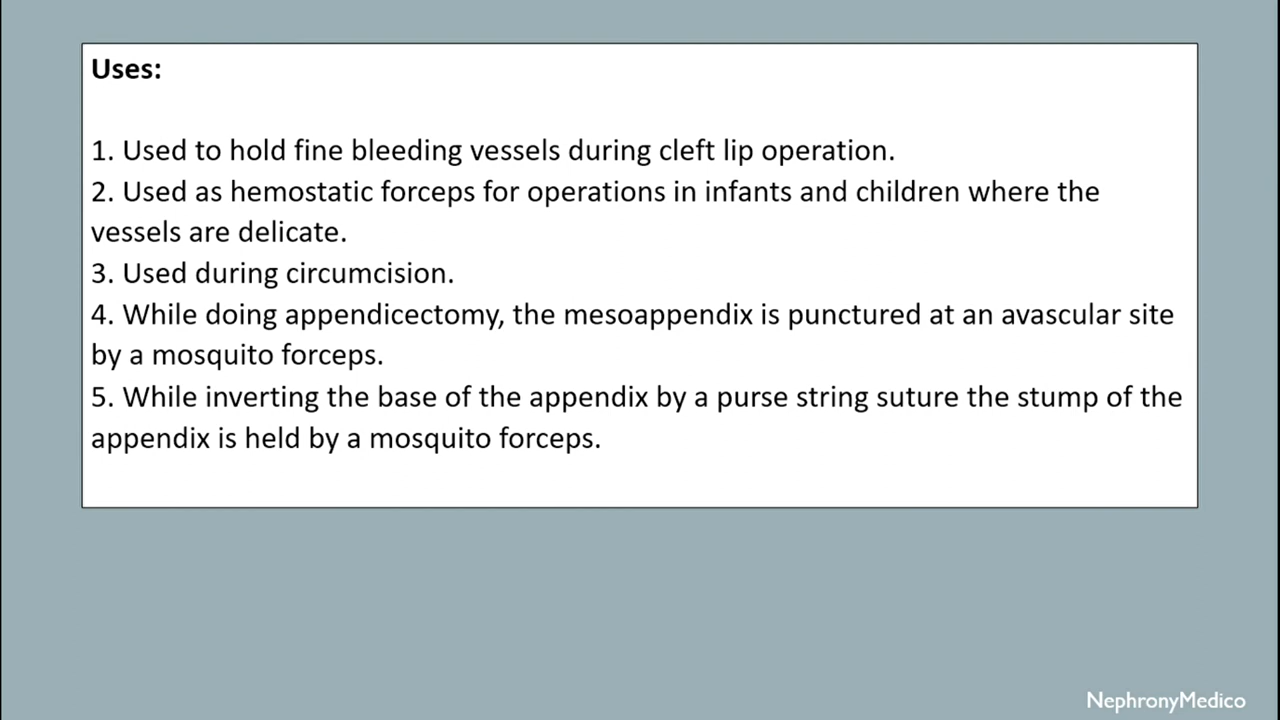 Uses:
1. Used to hold fine bleeding vessels during cleft lip operation.
2. Used as hemostatic forceps for operations in infants and children where the
vessels are delicate.
3. Used during circumcision.
4. While doing appendicectomy, the mesoappendix is punctured at an avascular site
by a mosquito forceps.
5. While inverting the base of the appendix by a purse string suture the stump of the
appendix is held by a mosquito forceps.
NephronyMedico